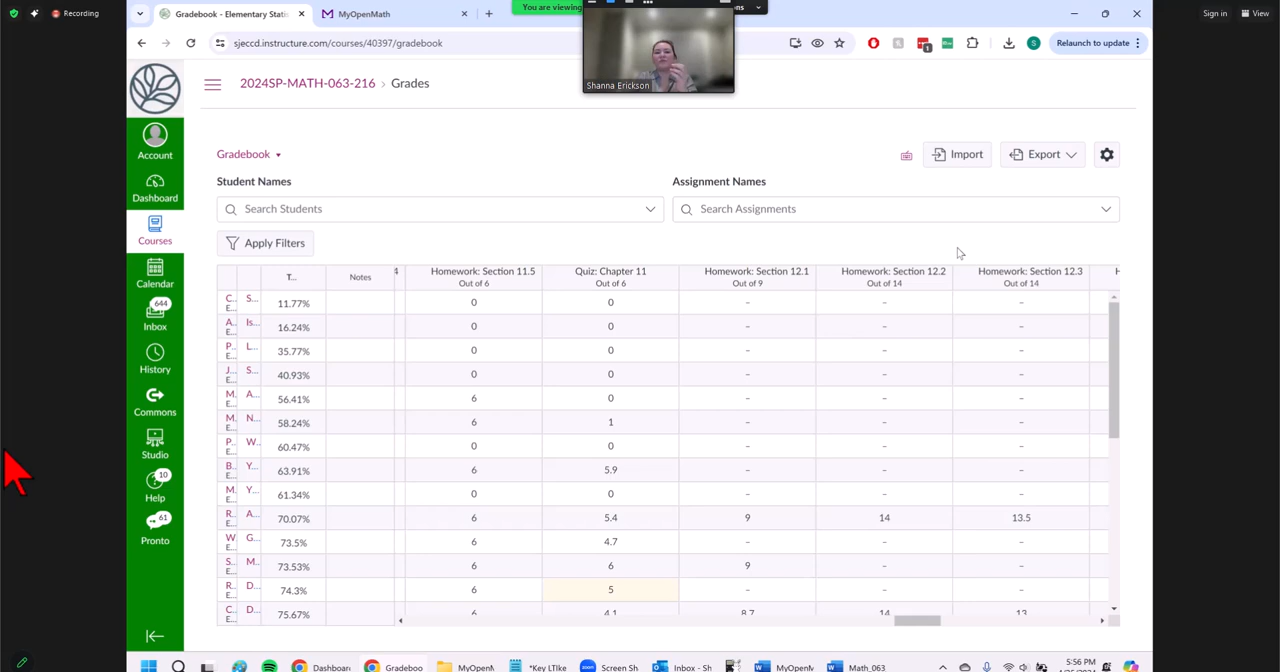 Recording
Gradebook - Elementary Stati
MyOpenMath
You are viewing
ons
Sign in
View
sjeccd.instructure.com/courses/40397/gradebook
1
S
Relaunch to update
Shanna Erickson
2024SP-MATH-063-216 › Grades
Account
Dashboard
Courses
Calendar
644
Inbox
History
Commons
Studio
10
Help
61
Pronto
Gradebook
Import
Export
Student Names
Assignment Names
Search Students
Search Assignments
Apply Filters
T... Notes 4 Homework: Section 11.5 Quiz: Chapter 11 Homework: Section 12.1 Homework: Section 12.2 Homework: Section 12.3 H
Out of 6 Out of 6 Out of 9 Out of 14 Out of 14
C.. S... 11.77% 0 0 – – –
E...
A.. Is... 16.24% 0 0 – – –
E...
P.. L... 35.77% 0 0 – – –
E...
J... S... 40.93% 0 0 – – –
E...
M. A... 56.41% 6 0 – – –
E...
M. N... 58.24% 6 1 – – –
E...
P.. W.. 60.47% 0 0 – – –
E...
B.. Y... 63.91% 6 5.9 – – –
E...
M. Y... 61.34% 0 0 – – –
E...
R.. A... 70.07% 6 5.4 9 14 13.5
E...
W G... 73.5% 6 4.7 – – –
E...
S.. M.. 73.53% 6 6 9 – –
E...
R.. D... 74.3% 6 5 – – –
E...
C.. D... 75.67% 6 4.1 8.7 14 13
E...
Dashboard
Gradeboo
MyOpenM
*Key LTIke
Screen Sh
Inbox - Sh
MyOpenM
Math_063
5:56 PM